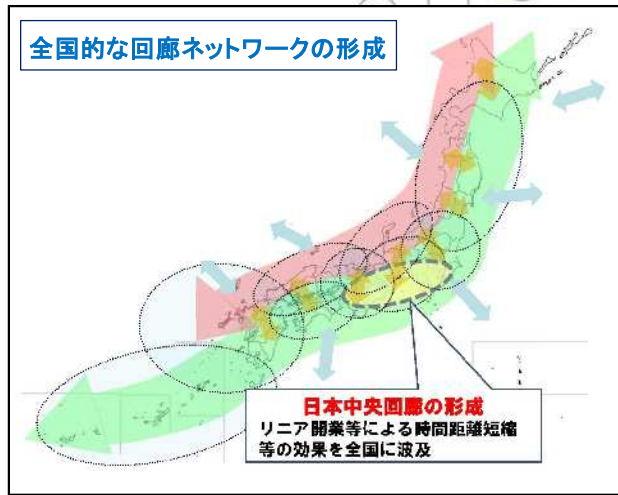 全国的な回廊ネットワークの形成
日本中央回廊の形成
リニア開業等による時間距離短縮
等の効果を全国に波及